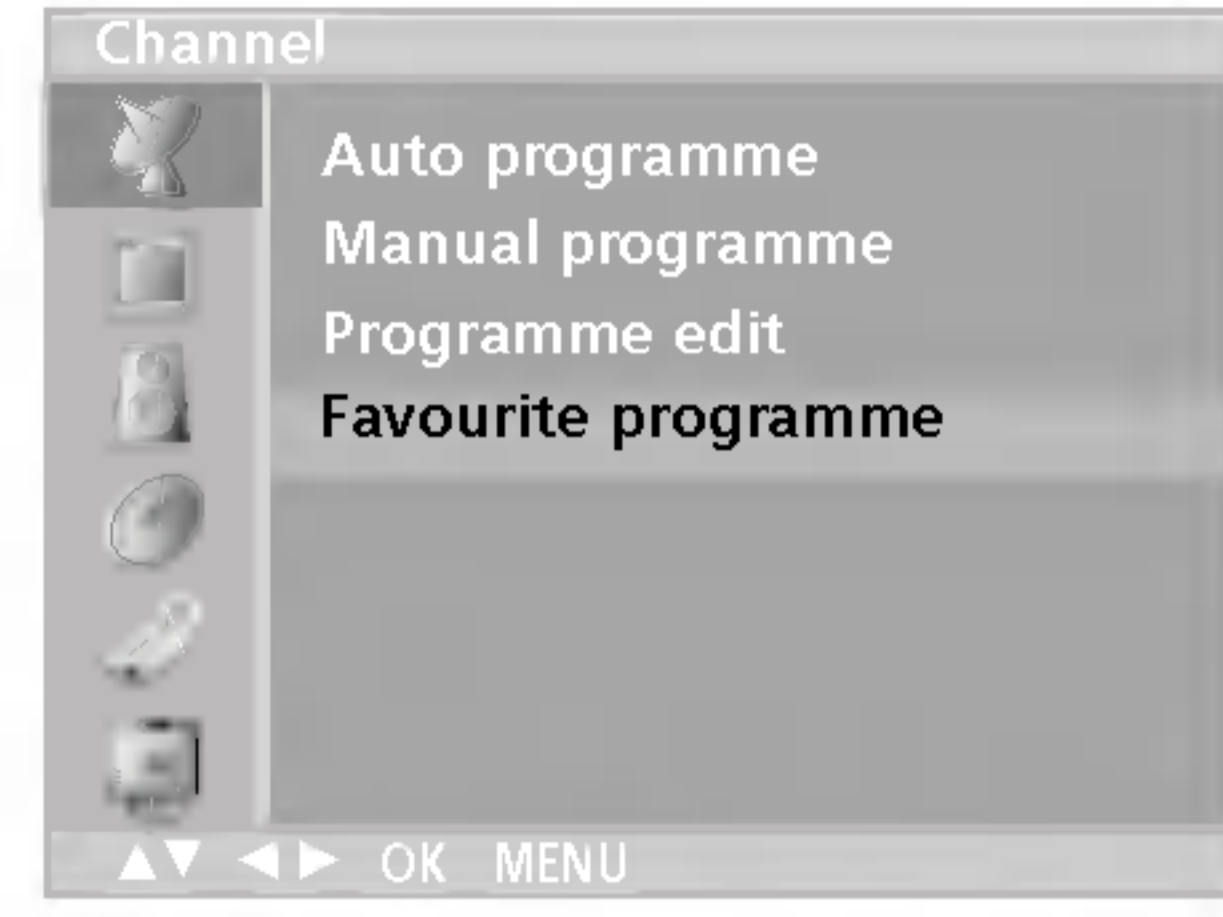 Channel
Auto programme
Manual programme
Programme edit
Favourite programme
▲▼ ◀▶ OK MENU